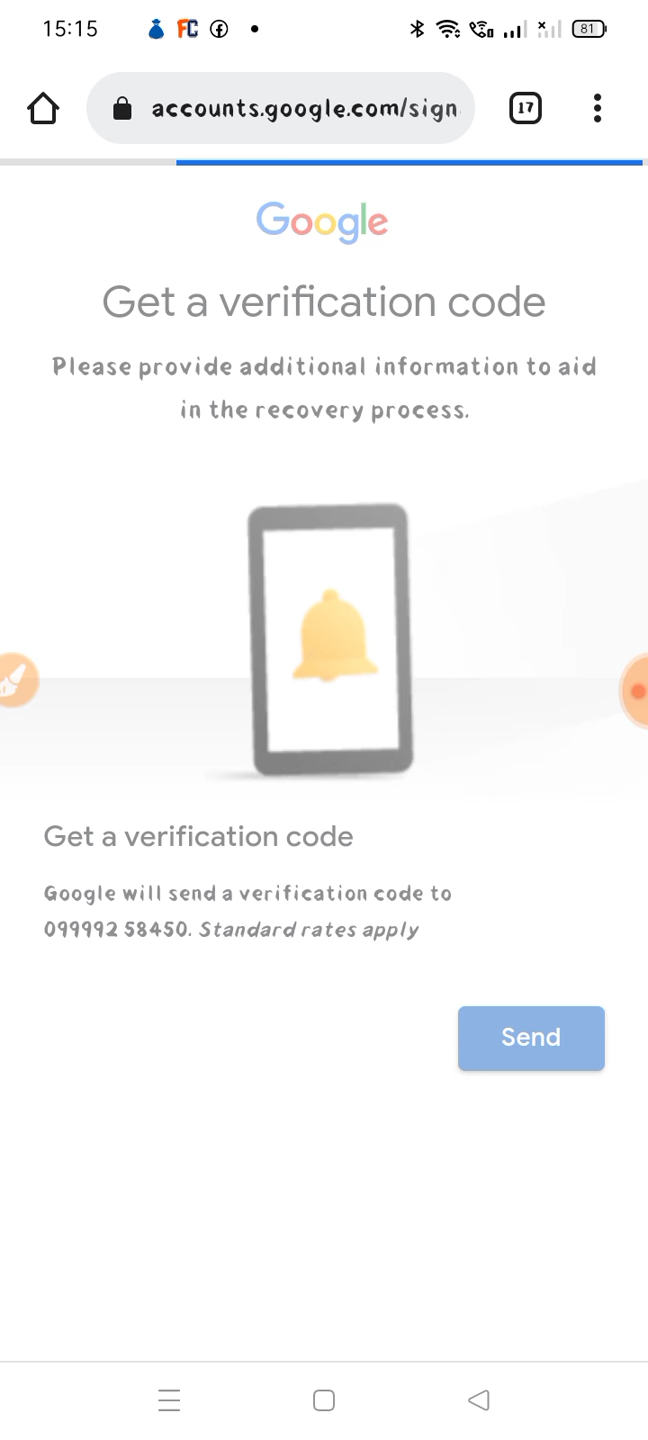 15:15
81
accounts.google.com/sign
17
Google
Get a verification code
Please provide additional information to aid
in the recovery process.
Get a verification code
Google will send a verification code to
099992 58450. Standard rates apply
Send